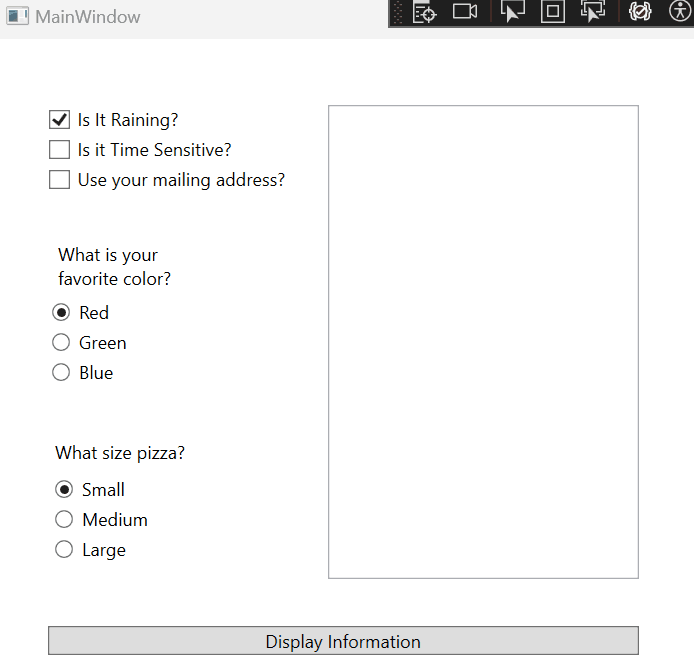 MainWindow
Is It Raining?
Is it Time Sensitive?
Use your mailing address?
What is your
favorite color?
Red
Green
Blue
What size pizza?
Small
Medium
Large
Display Information